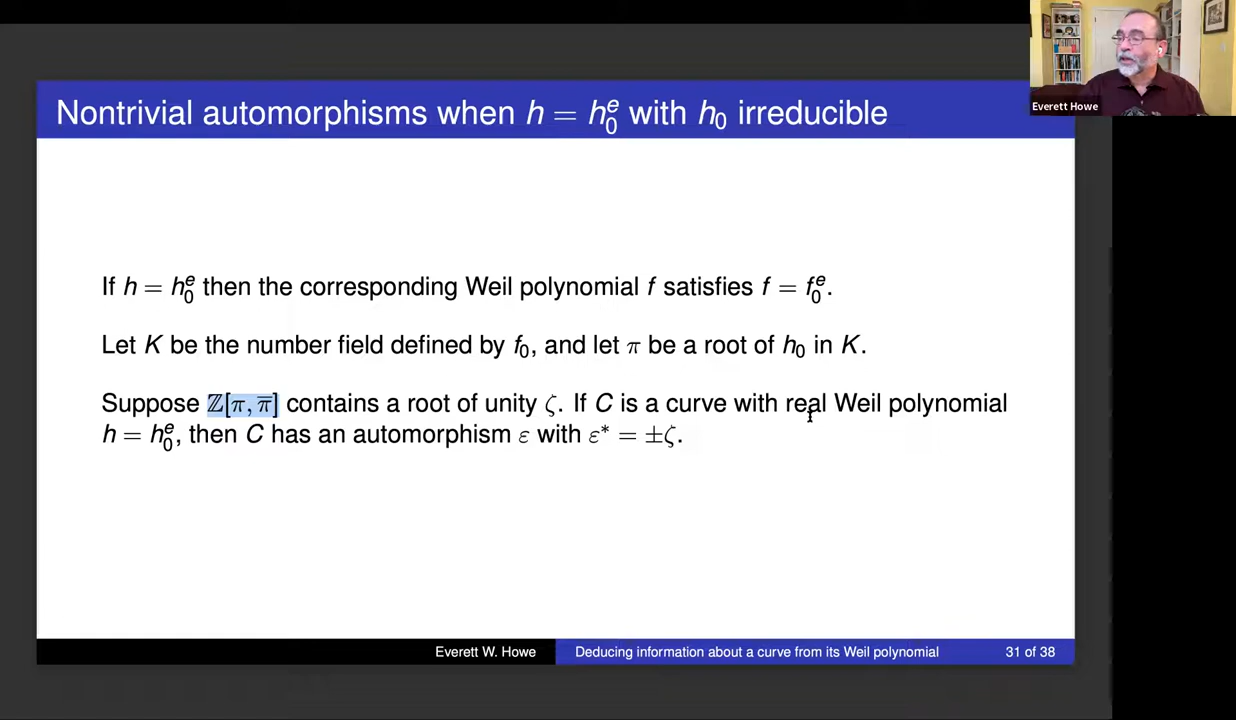 Everett Howe
Nontrivial automorphisms when h = h₀ᵉ with h₀ irreducible
If h = h₀ᵉ then the corresponding Weil polynomial f satisfies f = f₀ᵉ.
Let K be the number field defined by f₀, and let π be a root of h₀ in K.
Suppose ℤ[π, π̅] contains a root of unity ζ. If C is a curve with real Weil polynomial
h = h₀ᵉ, then C has an automorphism ε with ε* = ±ζ.
Everett W. Howe Deducing information about a curve from its Weil polynomial 31 of 38